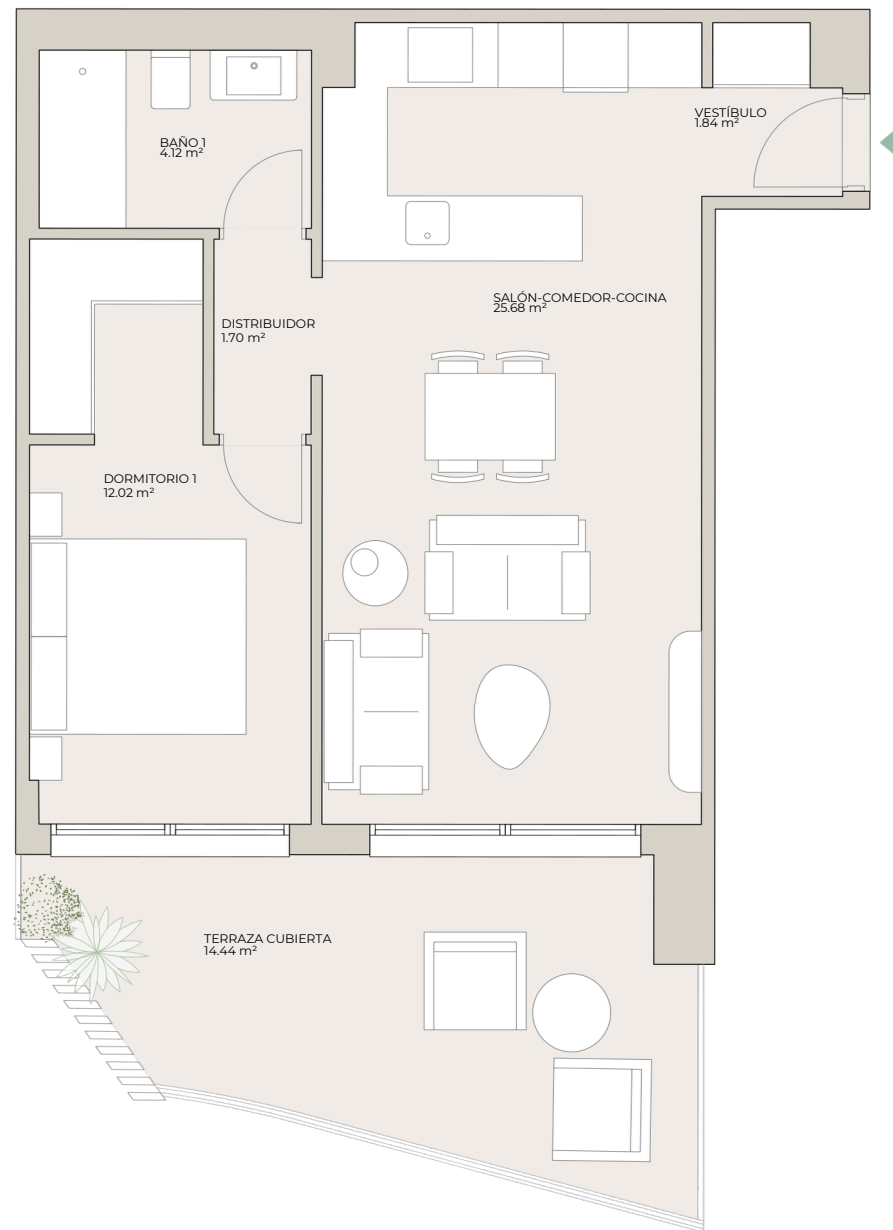 VESTÍBULO
1.84 m²
BAÑO 1
4.12 m²
SALÓN-COMEDOR-COCINA
25.68 m²
DISTRIBUIDOR
1.70 m²
DORMITORIO 1
12.02 m²
TERRAZA CUBIERTA
14.44 m²